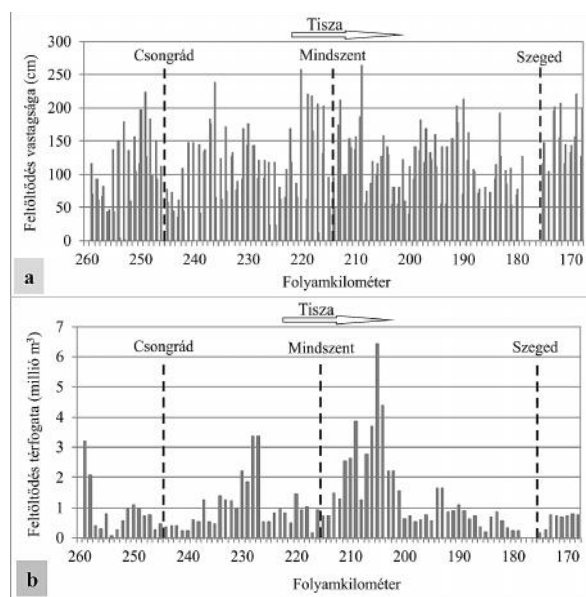 Tisza
Csongrád
Mindszent
Szeged
Feltöltődés vastagsága (cm)
300
250
200
150
100
50
0
260 250 240 230 220 210 200 190 180 170
Folyamkilométer
a
Tisza
Csongrád
Mindszent
Szeged
Feltöltődés térfogata (millió m³)
7
6
5
4
3
2
1
0
260 250 240 230 220 210 200 190 180 170
Folyamkilométer
b